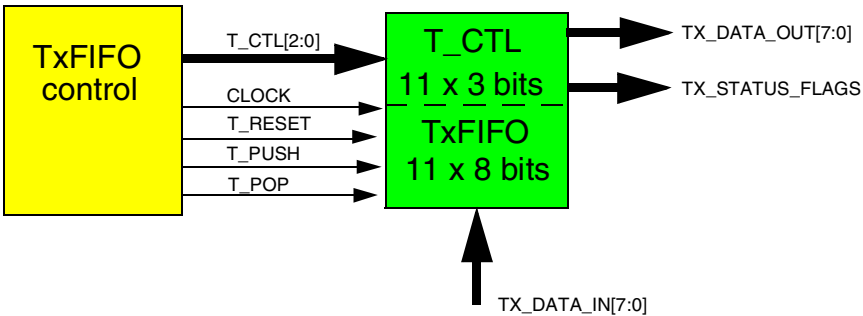 TxFIFO
control
T_CTL[2:0]
CLOCK
T_RESET
T_PUSH
T_POP
T_CTL
11 x 3 bits
TxFIFO
11 x 8 bits
TX_DATA_OUT[7:0]
TX_STATUS_FLAGS
TX_DATA_IN[7:0]